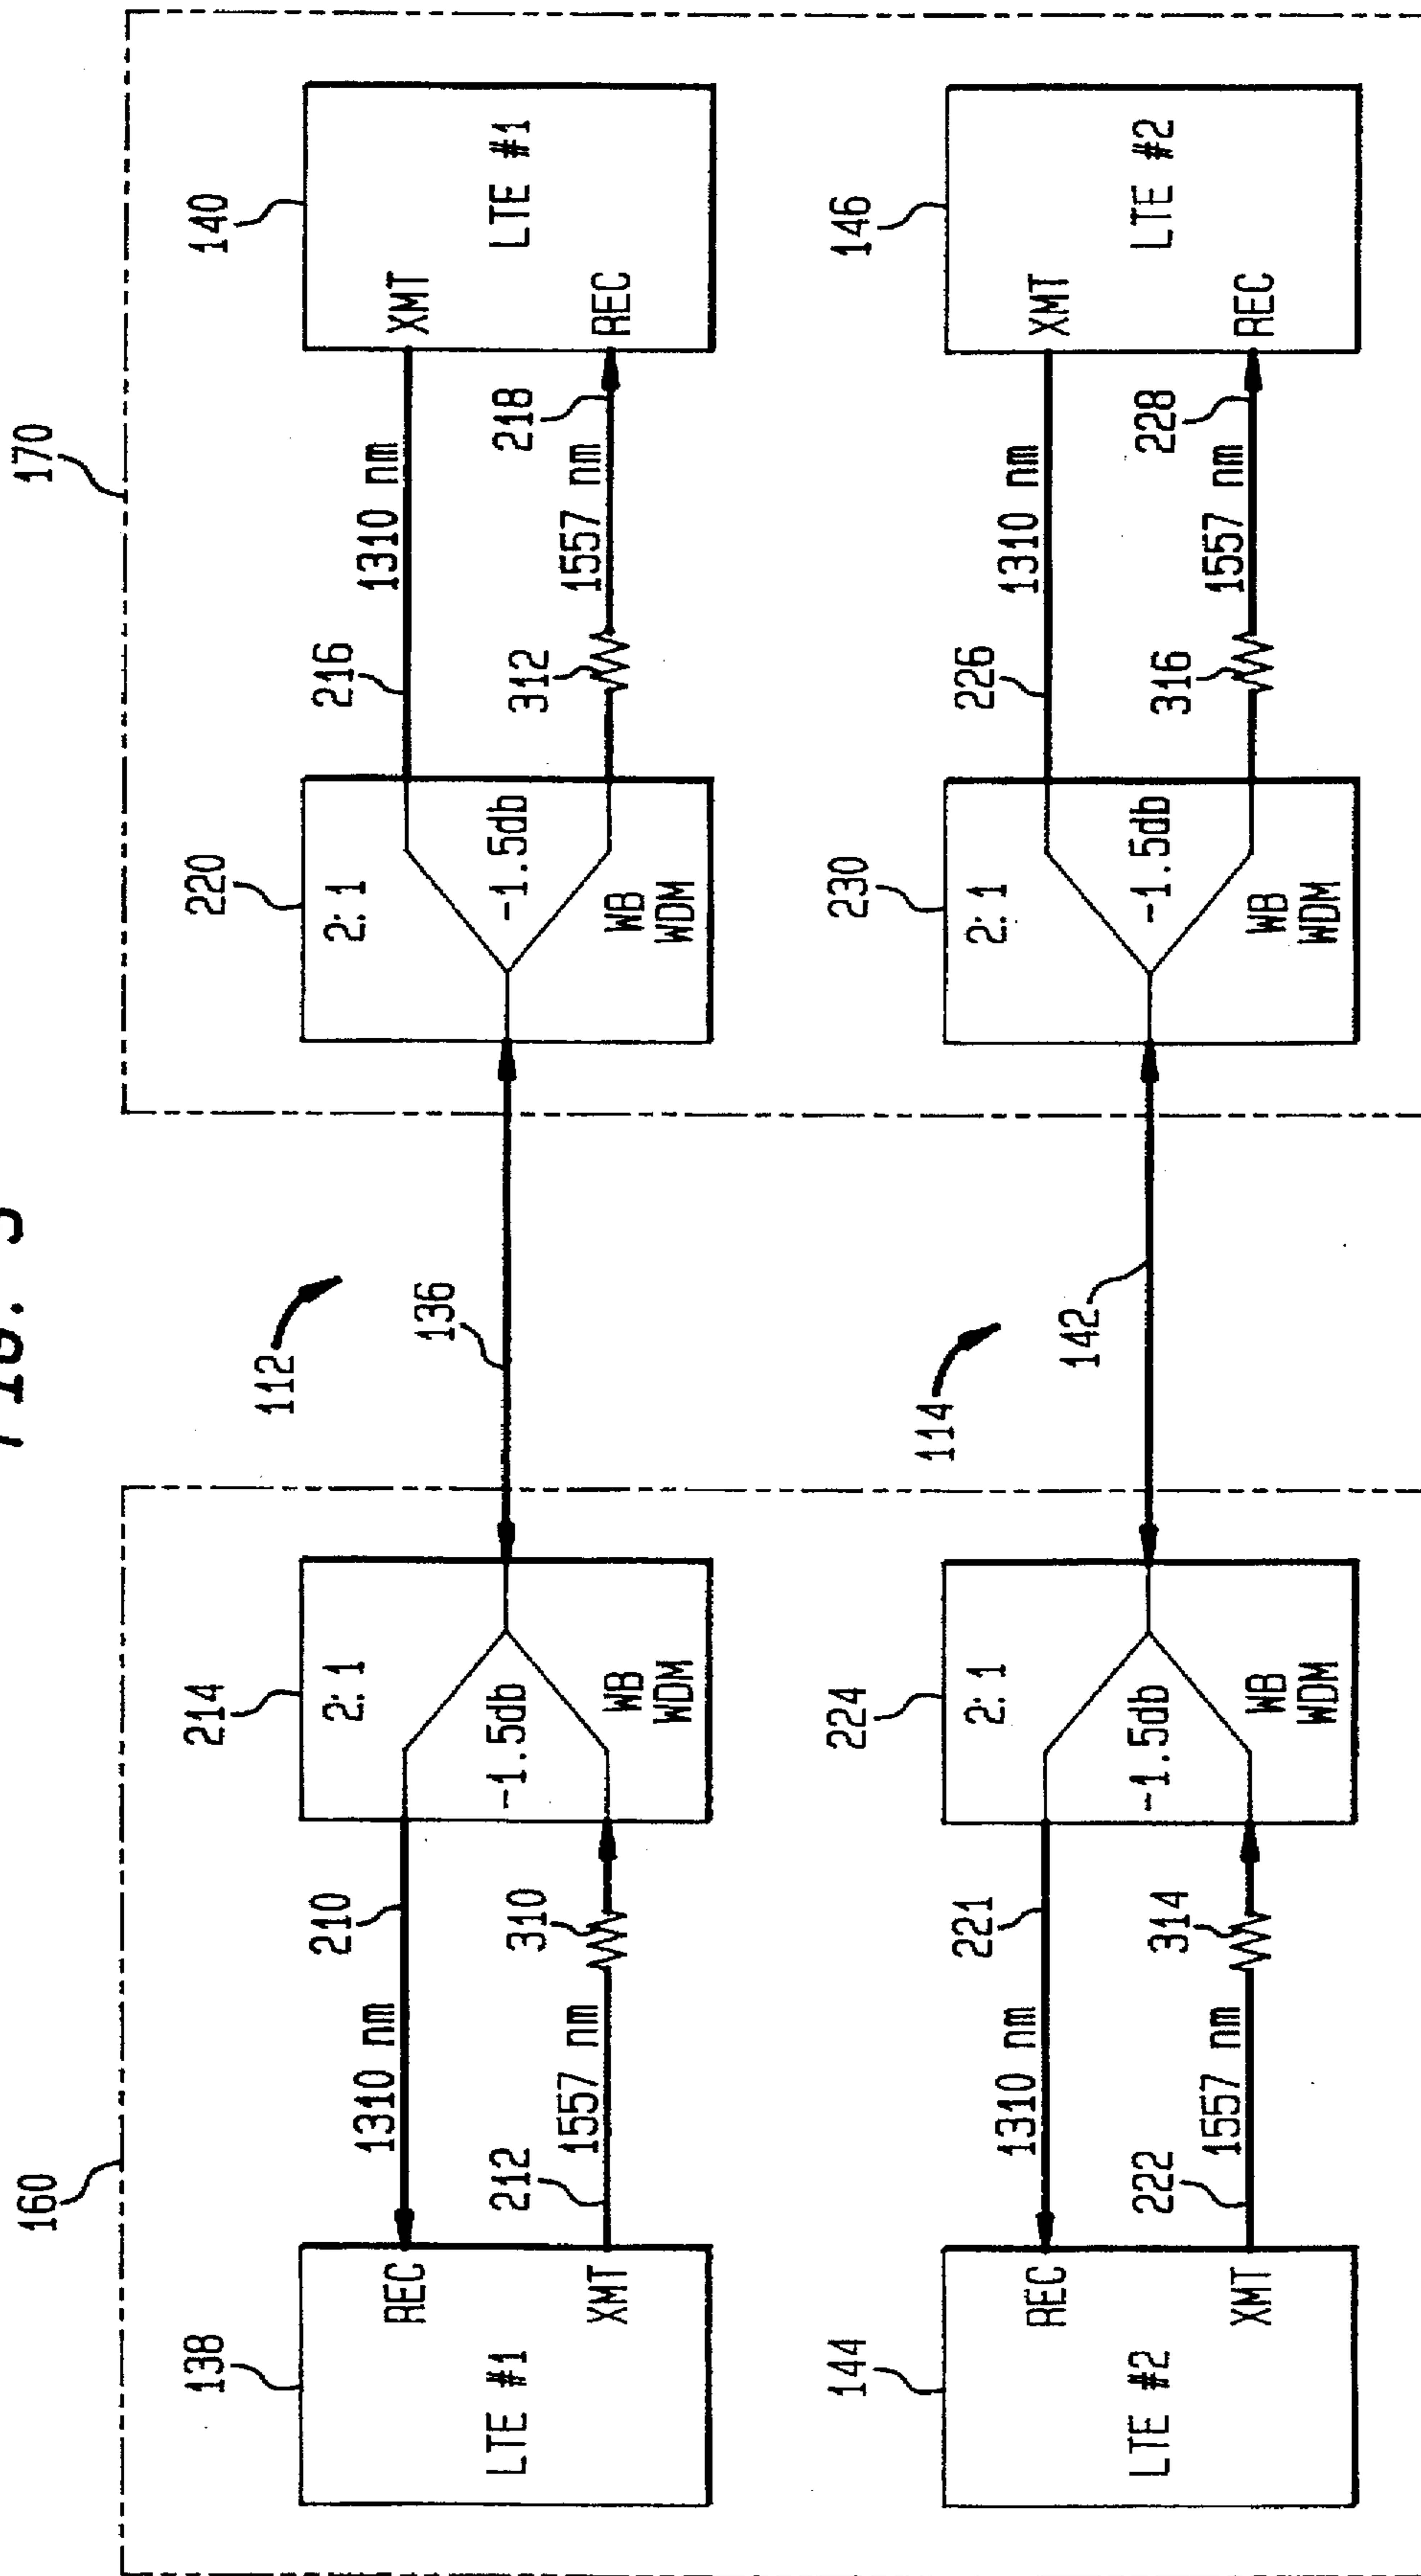 FIG. 3
160
170
138
LTE #1
REC
XMT
210
1310 nm
212
1557 nm
310
214
2:1
-1.5db
WB
WDM
112
136
220
2:1
-1.5db
WB
WDM
216
1310 nm
312
1557 nm
218
140
XMT
REC
LTE #1
144
LTE #2
REC
XMT
221
1310 nm
222
1557 nm
314
224
2:1
-1.5db
WB
WDM
114
142
230
2:1
-1.5db
WB
WDM
226
1310 nm
316
1557 nm
228
146
XMT
REC
LTE #2